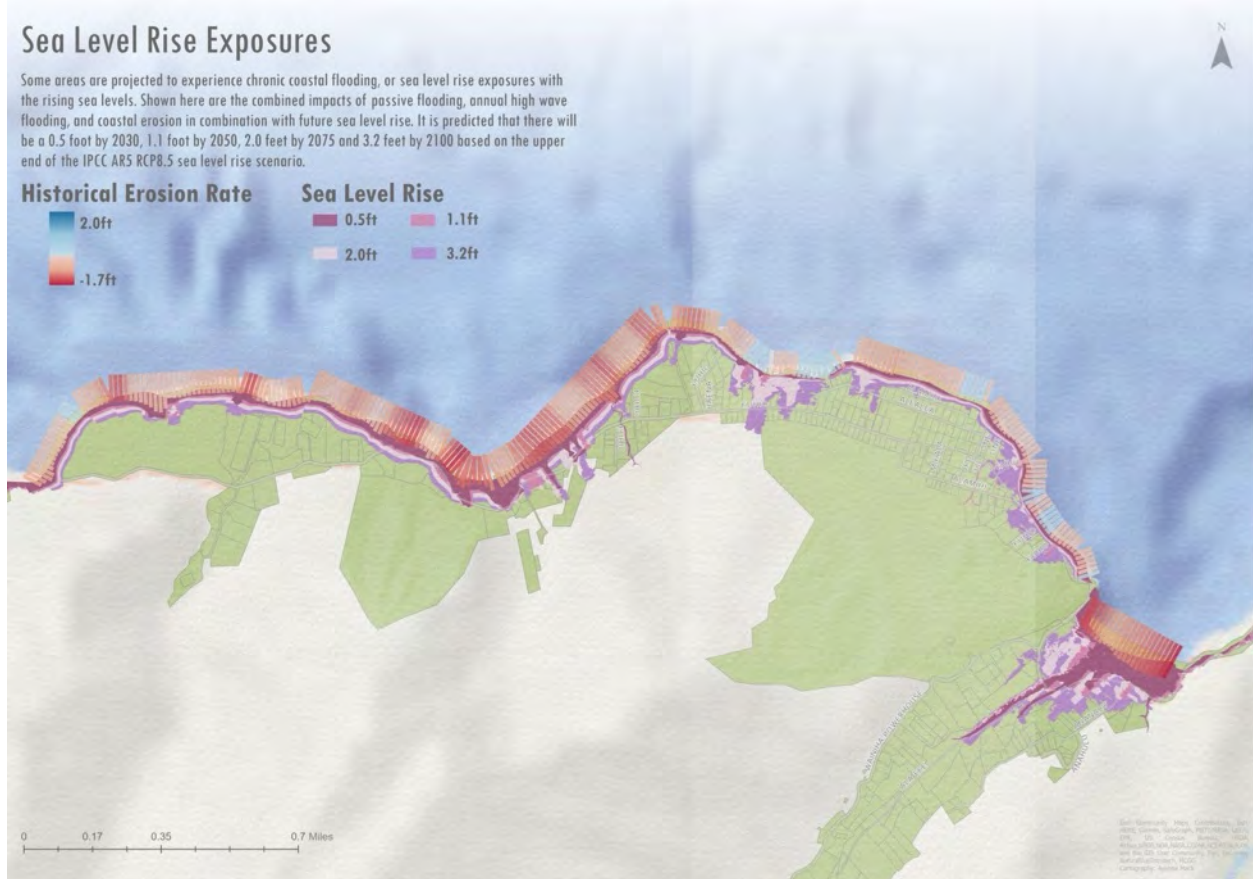 Sea Level Rise Exposures
N
Some areas are projected to experience chronic coastal flooding, or sea level rise exposures with
the rising sea levels. Shown here are the combined impacts of passive flooding, annual high wave
flooding, and coastal erosion in combination with future sea level rise. It is predicted that there will
be a 0.5 foot by 2030, 1.1 foot by 2050, 2.0 feet by 2075 and 3.2 feet by 2100 based on the upper
end of the IPCC AR5 RCP8.5 sea level rise scenario.
Historical Erosion Rate
2.0ft
-1.7ft
Sea Level Rise
0.5ft 1.1ft
2.0ft 3.2ft
0 0.17 0.35 0.7 Miles